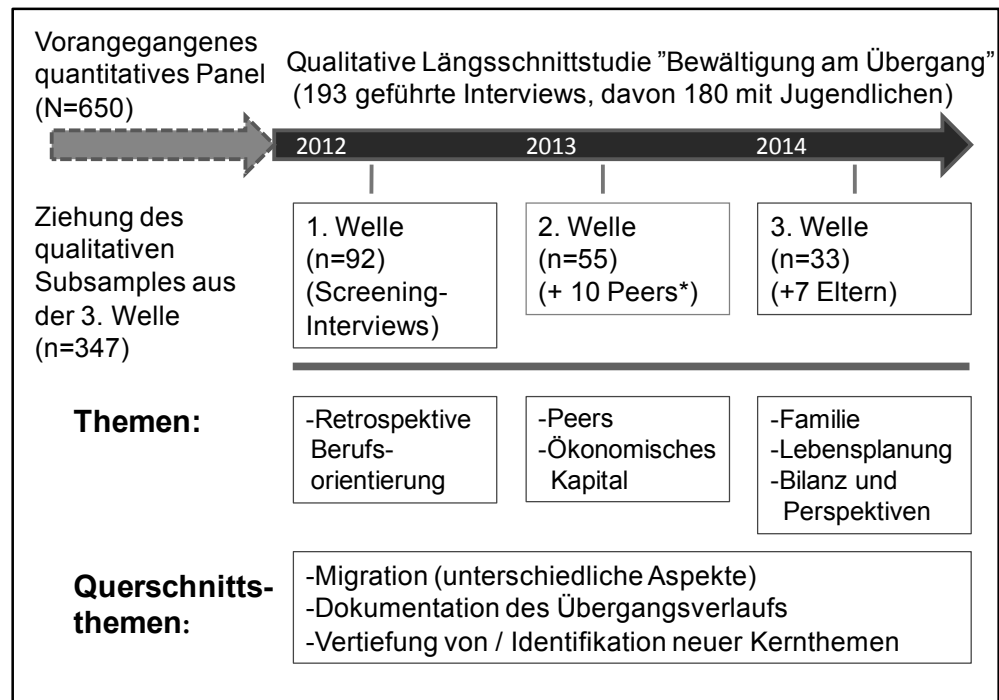 Vorangegangenes
quantitatives Panel
(N=650)
Qualitative Längsschnittstudie ”Bewältigung am Übergang”
(193 geführte Interviews, davon 180 mit Jugendlichen)
2012
2013
2014
Ziehung des
qualitativen
Subsamples aus
der 3. Welle
(n=347)
1. Welle
(n=92)
(Screening-
Interviews)
2. Welle
(n=55)
(+ 10 Peers*)
3. Welle
(n=33)
(+7 Eltern)
Themen:
-Retrospektive
Berufs-
orientierung
-Peers
-Ökonomisches
Kapital
-Familie
-Lebensplanung
-Bilanz und
Perspektiven
Querschnitts-
themen:
-Migration (unterschiedliche Aspekte)
-Dokumentation des Übergangsverlaufs
-Vertiefung von / Identifikation neuer Kernthemen